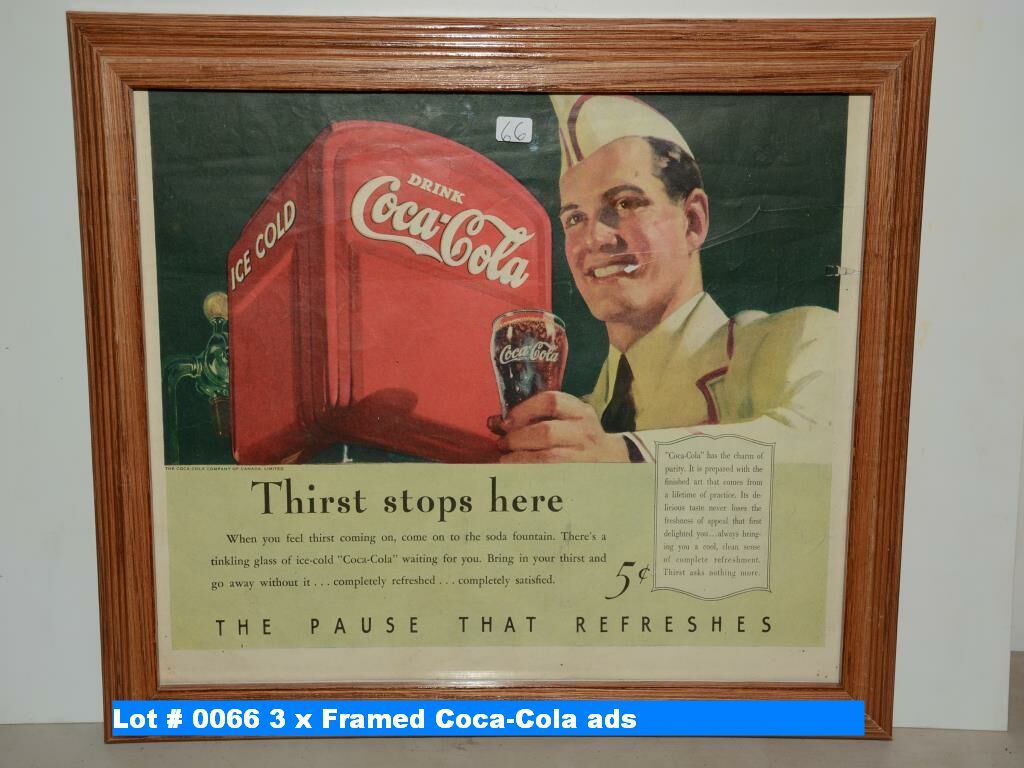 66
DRINK
Coca-Cola
ICE COLD
Coca-Cola
THE COCA-COLA COMPANY OF CANADA, LIMITED
Thirst stops here
When you feel thirst coming on, come on to the soda fountain. There's a
tinkling glass of ice-cold "Coca-Cola" waiting for you. Bring in your thirst and
go away without it ... completely refreshed ... completely satisfied.
5¢
"Coca-Cola" has the charm of
purity. It is prepared with the
finished art that comes from
a lifetime of practice. Its de-
licious taste never loses the
freshness of appeal that first
delighted you...always bring-
ing you a cool, clean sense
of complete refreshment.
Thirst asks nothing more.
THE PAUSE THAT REFRESHES
Lot # 0066 3 x Framed Coca-Cola ads